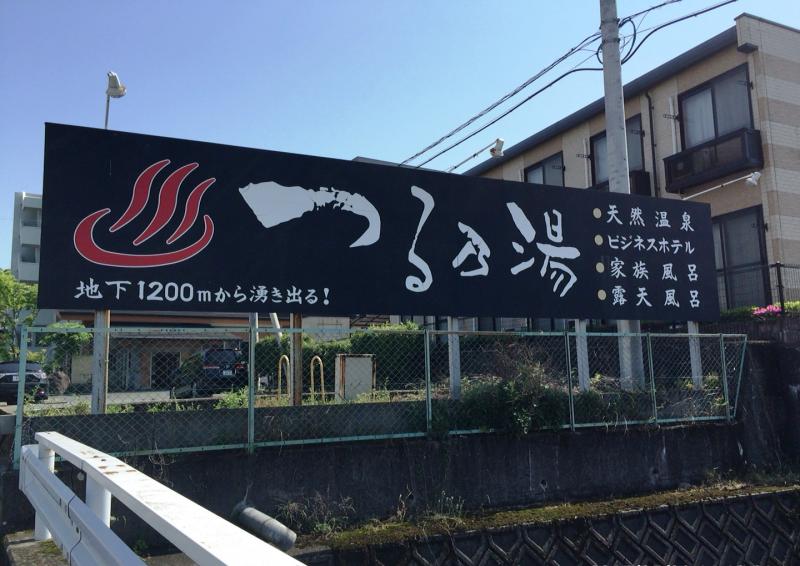 つる乃湯
地下1200mから湧き出る!
天然温泉
ビジネスホテル
家族風呂
露天風呂